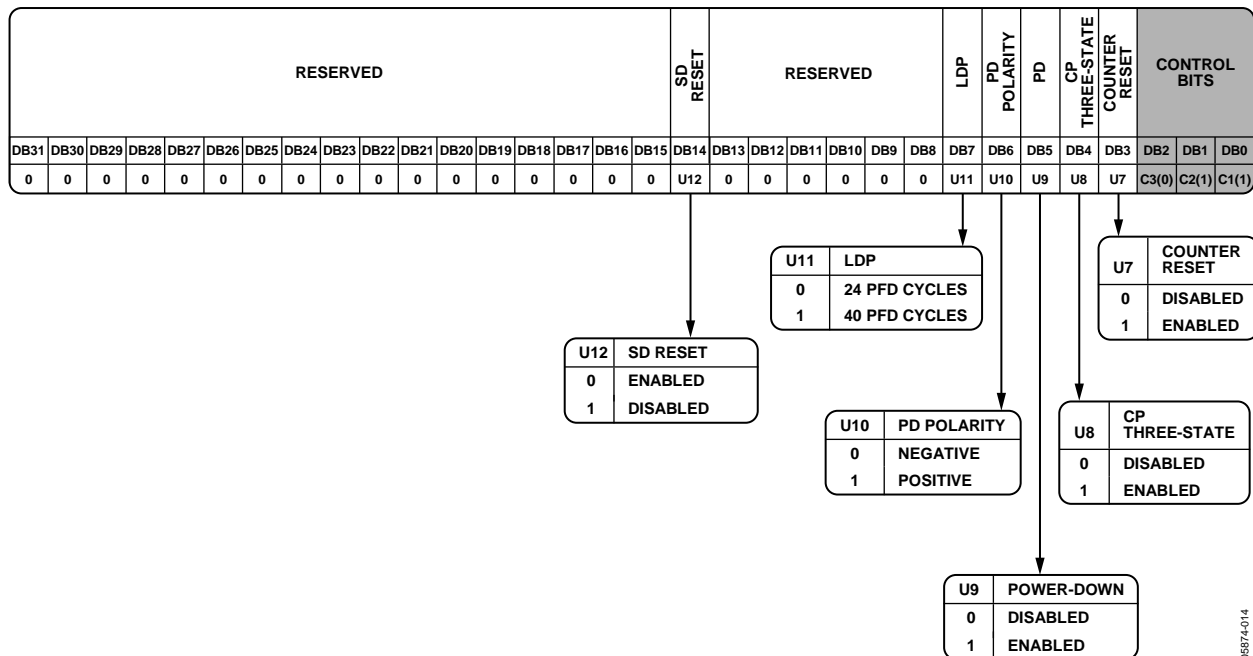 RESERVED SD RESET RESERVED LDP PD POLARITY PD CP THREE-STATE COUNTER RESET CONTROL BITS
DB31 DB30 DB29 DB28 DB27 DB26 DB25 DB24 DB23 DB22 DB21 DB20 DB19 DB18 DB17 DB16 DB15 DB14 DB13 DB12 DB11 DB10 DB9 DB8 DB7 DB6 DB5 DB4 DB3 DB2 DB1 DB0
0 0 0 0 0 0 0 0 0 0 0 0 0 0 0 0 0 U12 0 0 0 0 0 0 U11 U10 U9 U8 U7 C3(0) C2(1) C1(1)
U11 LDP
0 24 PFD CYCLES
1 40 PFD CYCLES
U7 COUNTER RESET
0 DISABLED
1 ENABLED
U12 SD RESET
0 ENABLED
1 DISABLED
U10 PD POLARITY
0 NEGATIVE
1 POSITIVE
U8 CP THREE-STATE
0 DISABLED
1 ENABLED
U9 POWER-DOWN
0 DISABLED
1 ENABLED
05874-014